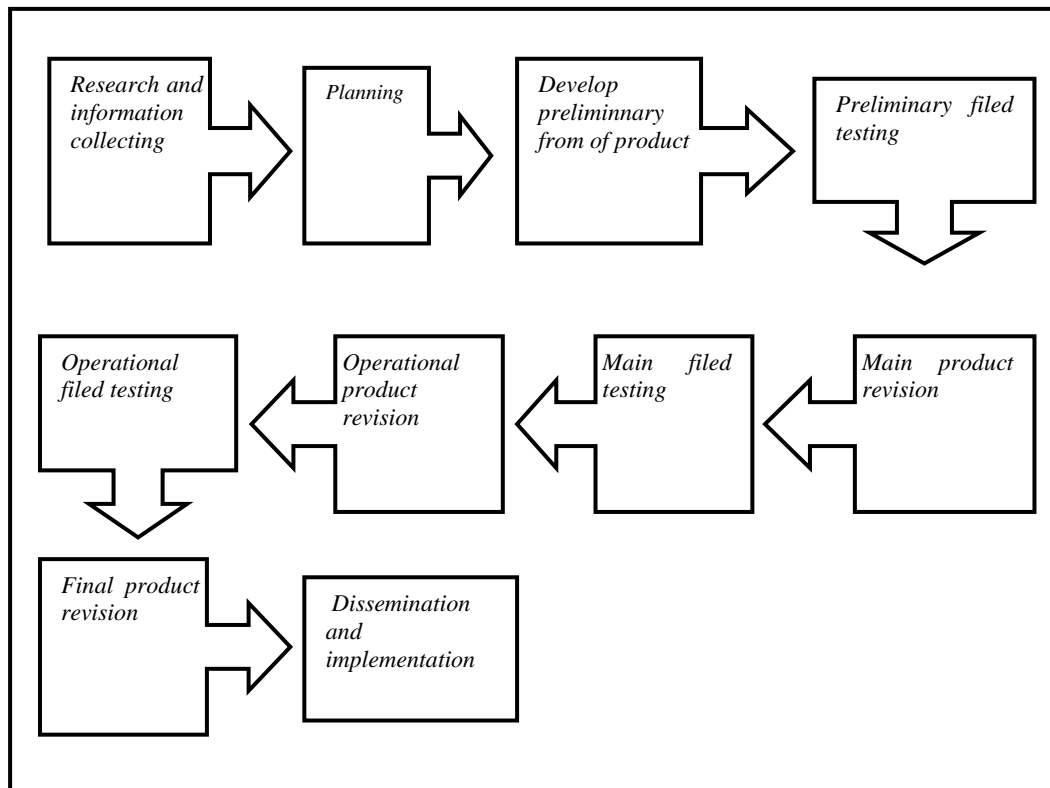 Research and
information
collecting
Planning
Develop
preliminnary
from of product
Preliminary filed
testing
Main product
revision
Main filed
testing
Operational
product
revision
Operational
filed testing
Final product
revision
Dissemination
and
implementation